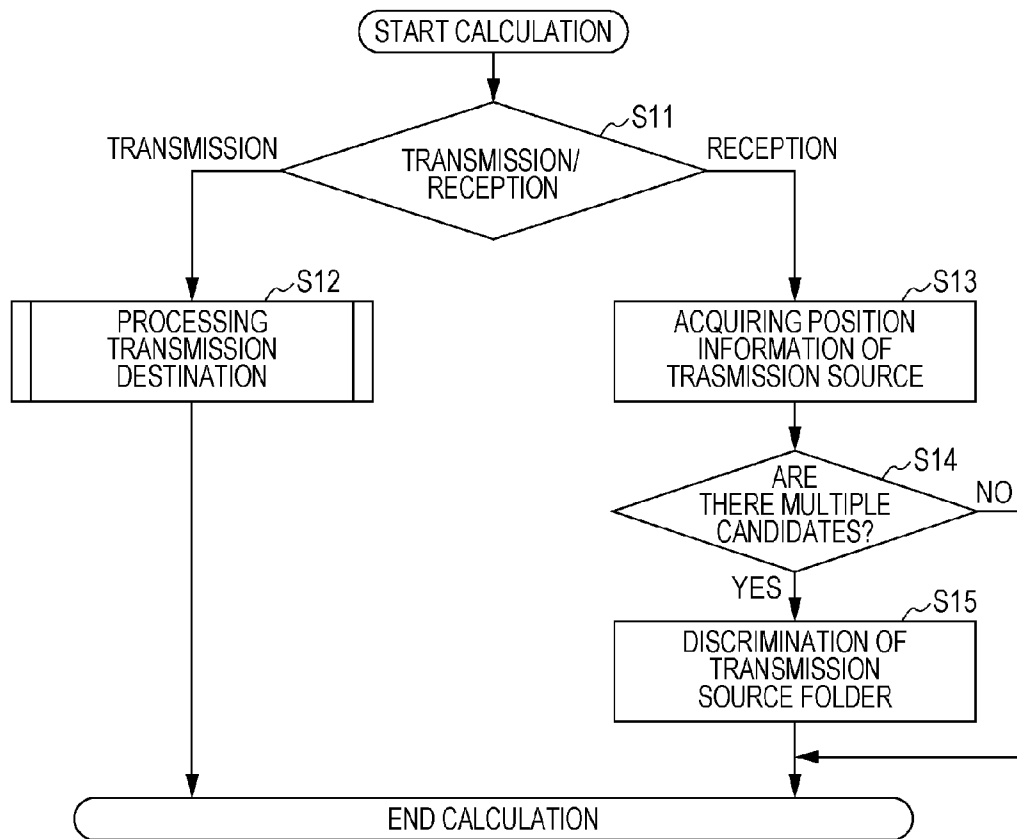 START CALCULATION
S11
TRANSMISSION
TRANSMISSION/
RECEPTION
RECEPTION
S12
PROCESSING
TRANSMISSION
DESTINATION
S13
ACQUIRING POSITION
INFORMATION OF
TRASMISSION SOURCE
S14
ARE
THERE MULTIPLE
CANDIDATES?
NO
YES
S15
DISCRIMINATION OF
TRANSMISSION
SOURCE FOLDER
END CALCULATION